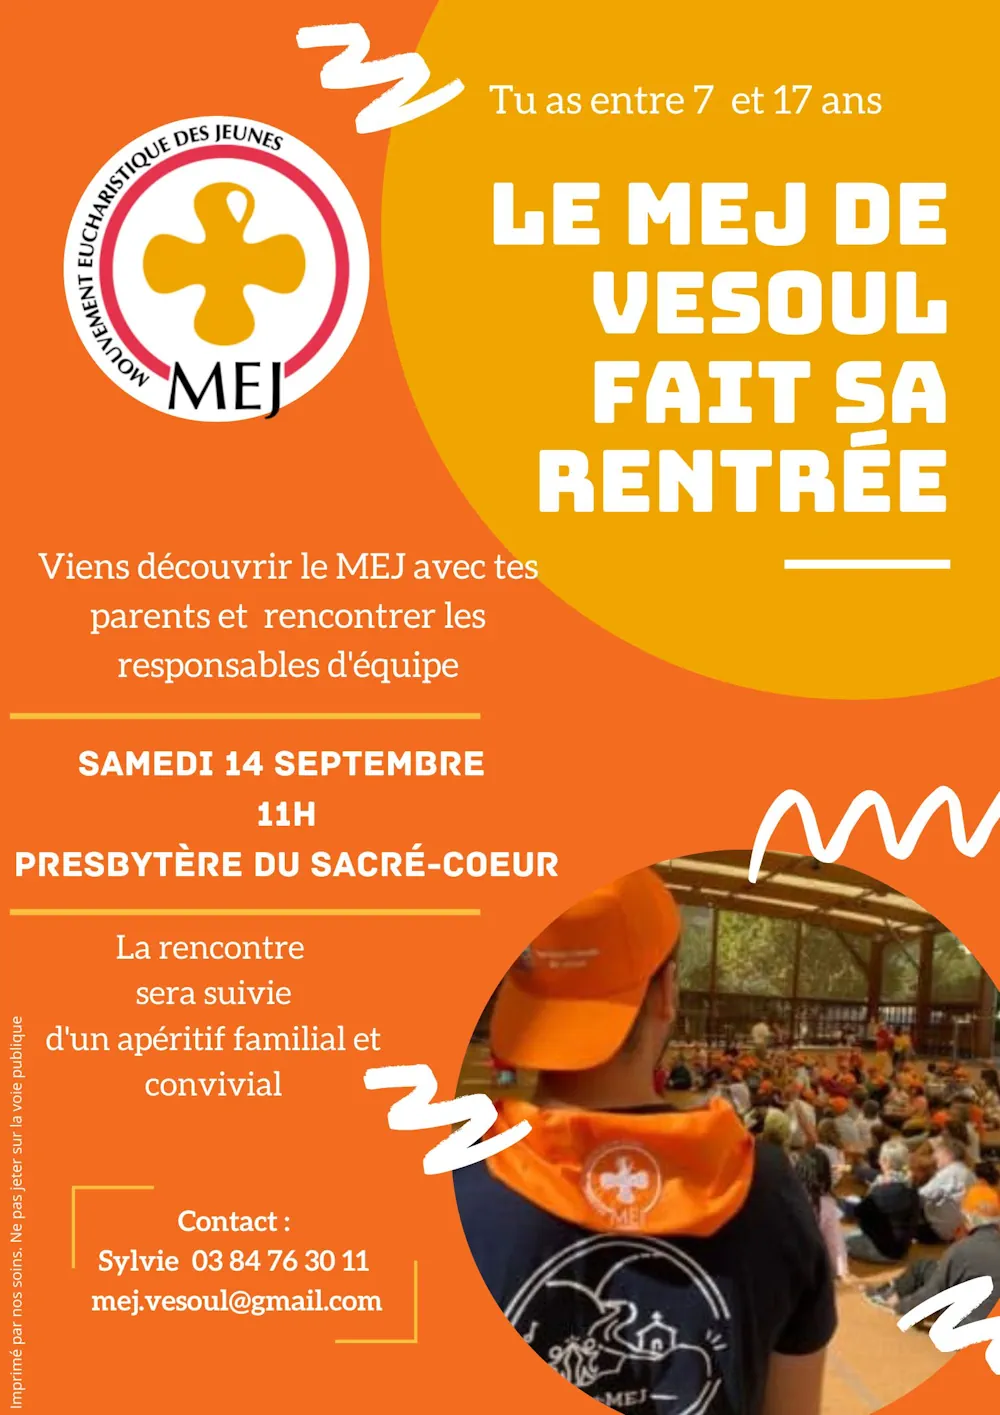 Tu as entre 7 et 17 ans
MOUVEMENT EUCHARISTIQUE DES JEUNES
MEJ
LE MEJ DE
VESOUL
FAIT SA
RENTRÉE
Viens découvrir le MEJ avec tes
parents et rencontrer les
responsables d'équipe
SAMEDI 14 SEPTEMBRE
11H
PRESBYTÈRE DU SACRÉ-COEUR
La rencontre
sera suivie
d'un apéritif familial et
convivial
Contact :
Sylvie 03 84 76 30 11
mej.vesoul@gmail.com
Imprimé par nos soins. Ne pas jeter sur la voie publique
MEJ
MEJ